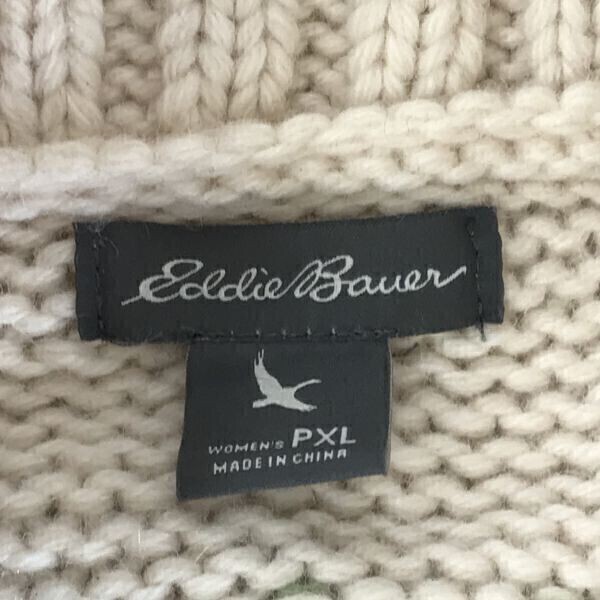 Eddie Bauer
WOMEN'S PXL
MADE IN CHINA